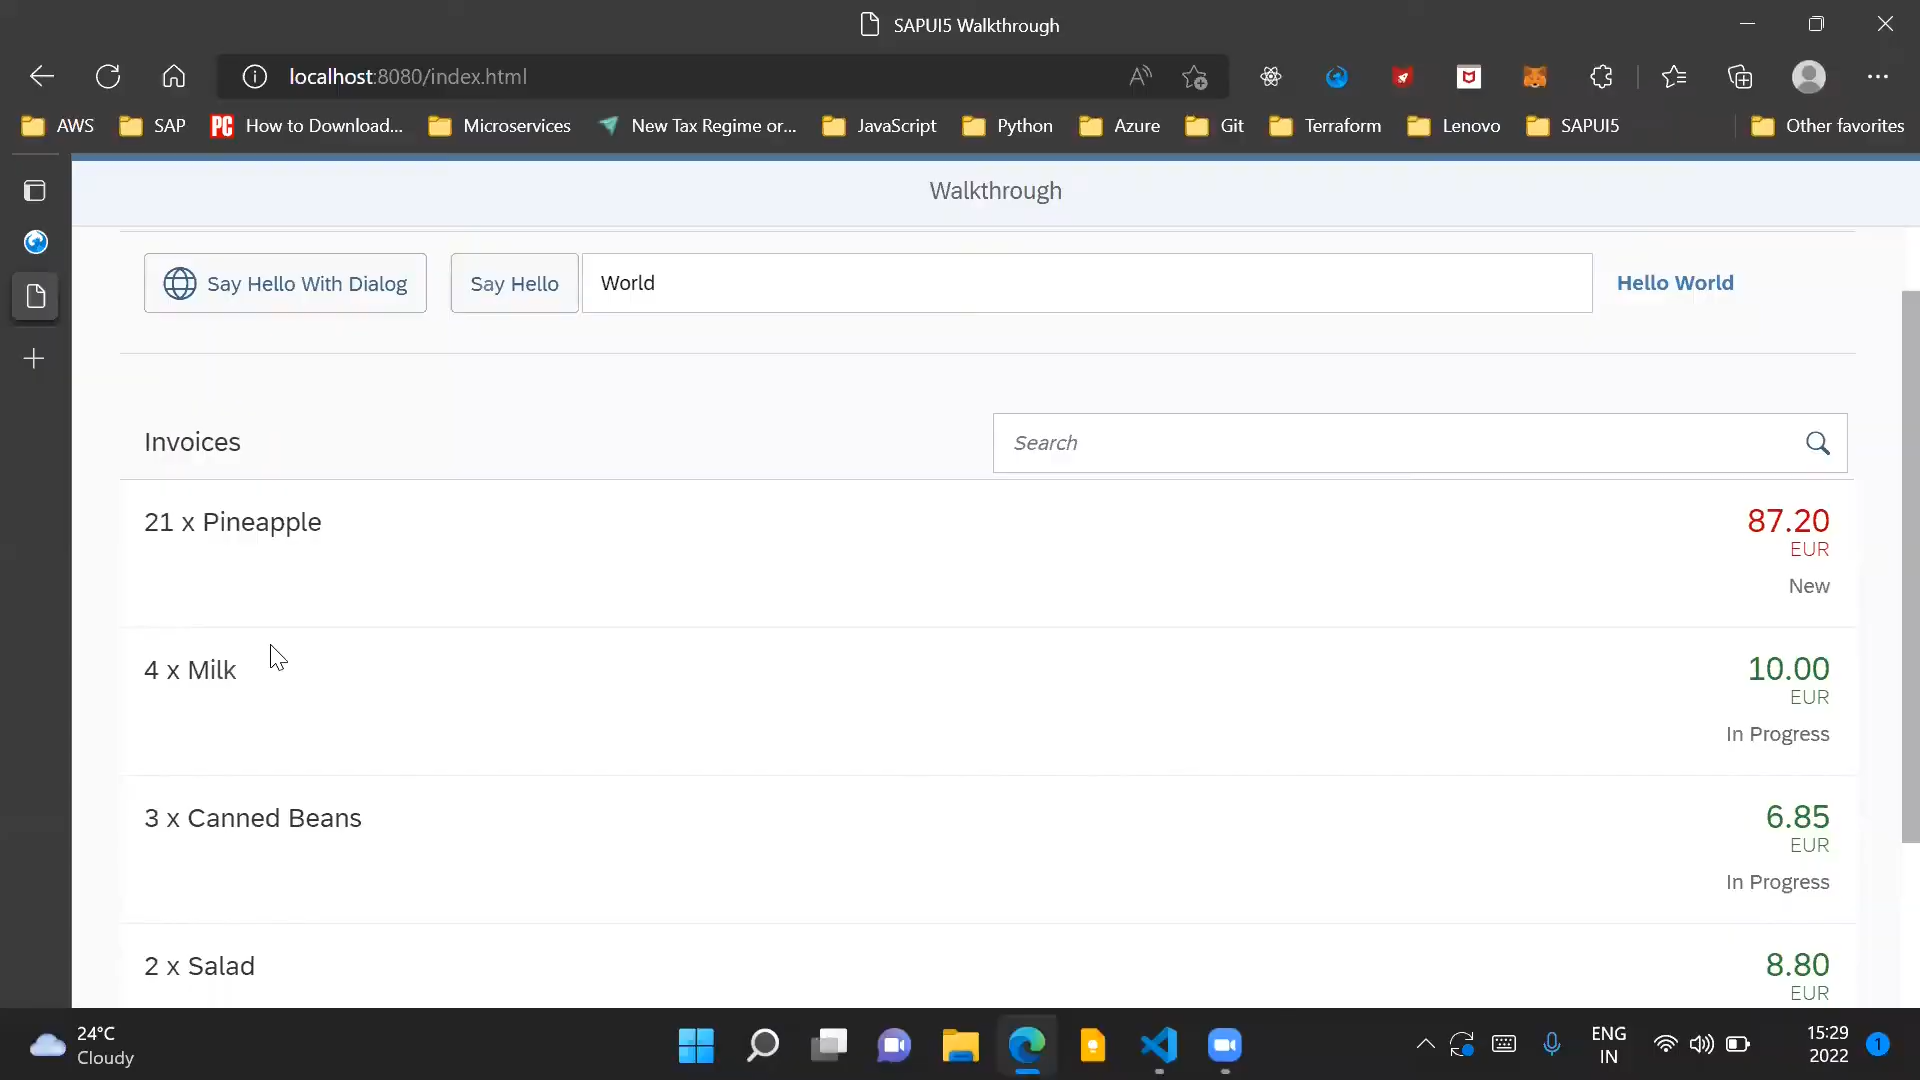 SAPUI5 Walkthrough
localhost:8080/index.html
AWS SAP PC How to Download... Microservices New Tax Regime or... JavaScript Python Azure Git Terraform Lenovo SAPUI5 Other favorites
Walkthrough
Say Hello With Dialog Say Hello World Hello World
Invoices Search
21 x Pineapple 87.20
EUR
New
4 x Milk 10.00
EUR
In Progress
3 x Canned Beans 6.85
EUR
In Progress
2 x Salad 8.80
EUR
24°C ENG 15:29
Cloudy IN 2022 1